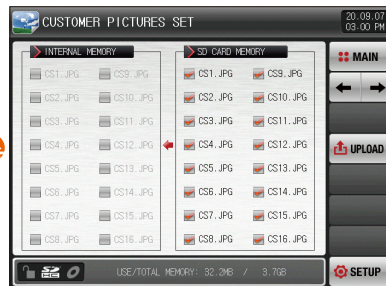 CUSTOMER PICTURES SET
20.09.07
03:00 PM
INTERNAL MEMORY
SD CARD MEMORY
MAIN
CS1.JPG CS9.JPG CS1.JPG CS9.JPG
CS2.JPG CS10.JPG CS2.JPG CS10.JPG
CS3.JPG CS11.JPG CS3.JPG CS11.JPG
CS4.JPG CS12.JPG CS4.JPG CS12.JPG
UPLOAD
CS5.JPG CS13.JPG CS5.JPG CS13.JPG
CS6.JPG CS14.JPG CS6.JPG CS14.JPG
CS7.JPG CS15.JPG CS7.JPG CS15.JPG
CS8.JPG CS16.JPG CS8.JPG CS16.JPG
USE/TOTAL MEMORY: 32.2MB / 3.7GB
SETUP